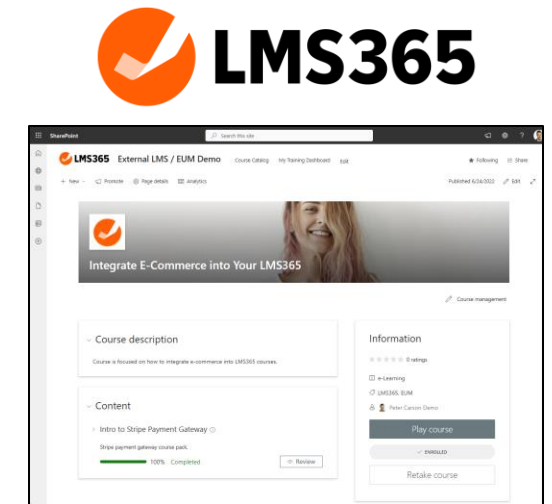 LMS365
SharePoint
Search this site
?
LMS365 External LMS / EUM Demo Course Catalog My Training Dashboard Edit
Following Share
+ New Promote Page details Analytics
Published 6/24/2022 Edit
Integrate E-Commerce into Your LMS365
Course management
Course description
Course is focused on how to integrate e-commerce into LMS365 courses.
Content
Intro to Stripe Payment Gateway
Stripe payment gateway course pack.
100% Completed
Review
Information
0 ratings
e-Learning
LMS365, EUM
Peter Carson Demo
Play course
ENROLLED
Retake course